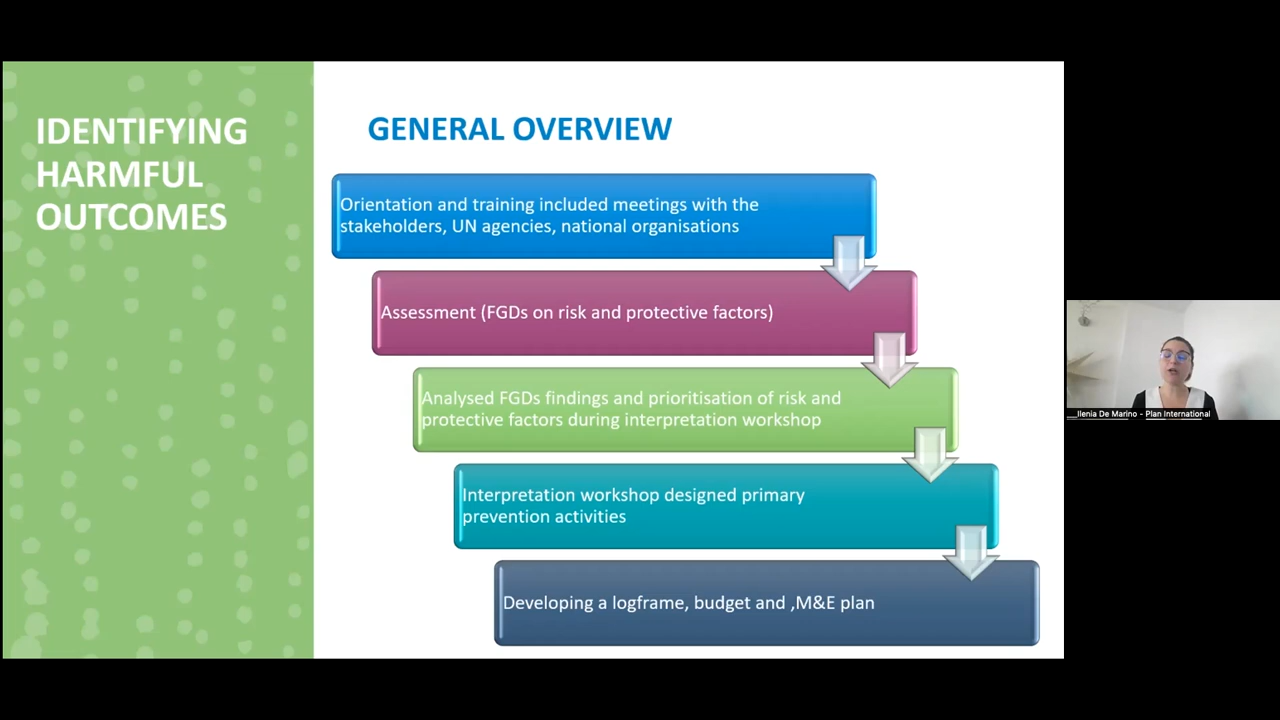 IDENTIFYING
HARMFUL
OUTCOMES
GENERAL OVERVIEW
Orientation and training included meetings with the
stakeholders, UN agencies, national organisations
Assessment (FGDs on risk and protective factors)
Analysed FGDs findings and prioritisation of risk and
protective factors during interpretation workshop
Interpretation workshop designed primary
prevention activities
Developing a logframe, budget and ,M&E plan
Ilenia De Marino - Plan International